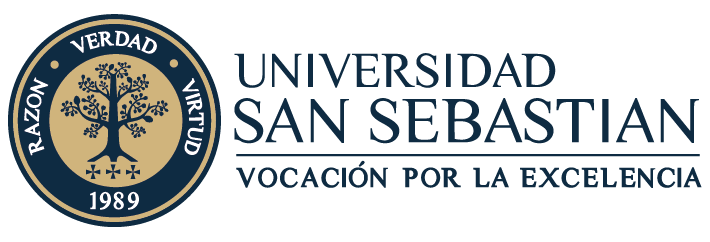 RAZON · VERDAD · VIRTUD
1989
UNIVERSIDAD
SAN SEBASTIAN
VOCACIÓN POR LA EXCELENCIA